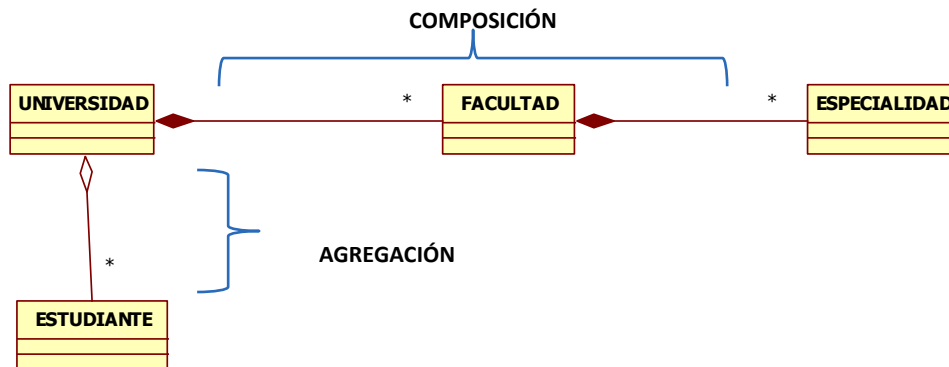 COMPOSICIÓN
UNIVERSIDAD
*
FACULTAD
*
ESPECIALIDAD
AGREGACIÓN
*
ESTUDIANTE